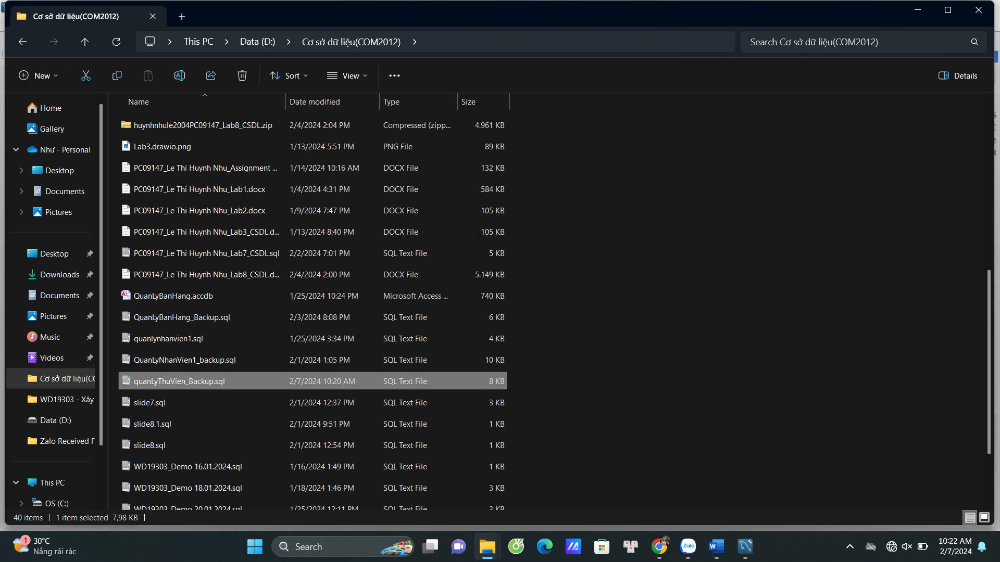 Cơ sở dữ liệu(COM2012)
This PC
Data (D:)
Cơ sở dữ liệu(COM2012)
Search Cơ sở dữ liệu(COM2012)
New
Sort
View
Details
Home
Gallery
Như - Personal
Desktop
Documents
Pictures
Desktop
Downloads
Documents
Pictures
Music
Videos
Cơ sở dữ liệu(CO
WD19303 - Xây
Data (D:)
Zalo Received F
This PC
OS (C:)
Name Date modified Type Size
huynhnhule2004PC09147_Lab8_CSDL.zip 2/4/2024 2:04 PM Compressed (zipp... 4.961 KB
Lab3.drawio.png 1/13/2024 5:51 PM PNG File 89 KB
PC09147_Le Thi Huynh Nhu_Assignment ... 1/14/2024 10:16 AM DOCX File 132 KB
PC09147_Le Thi Huynh Nhu_Lab1.docx 1/4/2024 4:31 PM DOCX File 584 KB
PC09147_Le Thi Huynh Nhu_Lab2.docx 1/9/2024 7:47 PM DOCX File 105 KB
PC09147_Le Thi Huynh Nhu_Lab3_CSDL.d... 1/13/2024 8:40 PM DOCX File 105 KB
PC09147_Le Thi Huynh Nhu_Lab7_CSDL.sql 2/2/2024 7:01 PM SQL Text File 5 KB
PC09147_Le Thi Huynh Nhu_Lab8_CSDL.d... 2/4/2024 2:00 PM DOCX File 5.149 KB
QuanLyBanHang.accdb 1/25/2024 10:24 PM Microsoft Access ... 740 KB
QuanLyBanHang_Backup.sql 2/3/2024 8:08 PM SQL Text File 6 KB
quanlynhanvien1.sql 1/25/2024 3:34 PM SQL Text File 4 KB
QuanLyNhanVien1_backup.sql 2/1/2024 1:05 PM SQL Text File 10 KB
quanLyThuVien_Backup.sql 2/7/2024 10:20 AM SQL Text File 8 KB
slide7.sql 2/1/2024 12:37 PM SQL Text File 3 KB
slide8.1.sql 2/1/2024 9:51 PM SQL Text File 1 KB
slide8.sql 2/1/2024 12:54 PM SQL Text File 1 KB
WD19303_Demo 16.01.2024.sql 1/16/2024 1:49 PM SQL Text File 1 KB
WD19303_Demo 18.01.2024.sql 1/18/2024 1:46 PM SQL Text File 3 KB
WD19303_Demo 20.01.2024.sql 1/25/2024 12:11 PM SQL Text File 3 KB
40 items 1 item selected 7,98 KB
1
30°C
Nắng rải rác
Search
Zalo
W
10:22 AM
2/7/2024